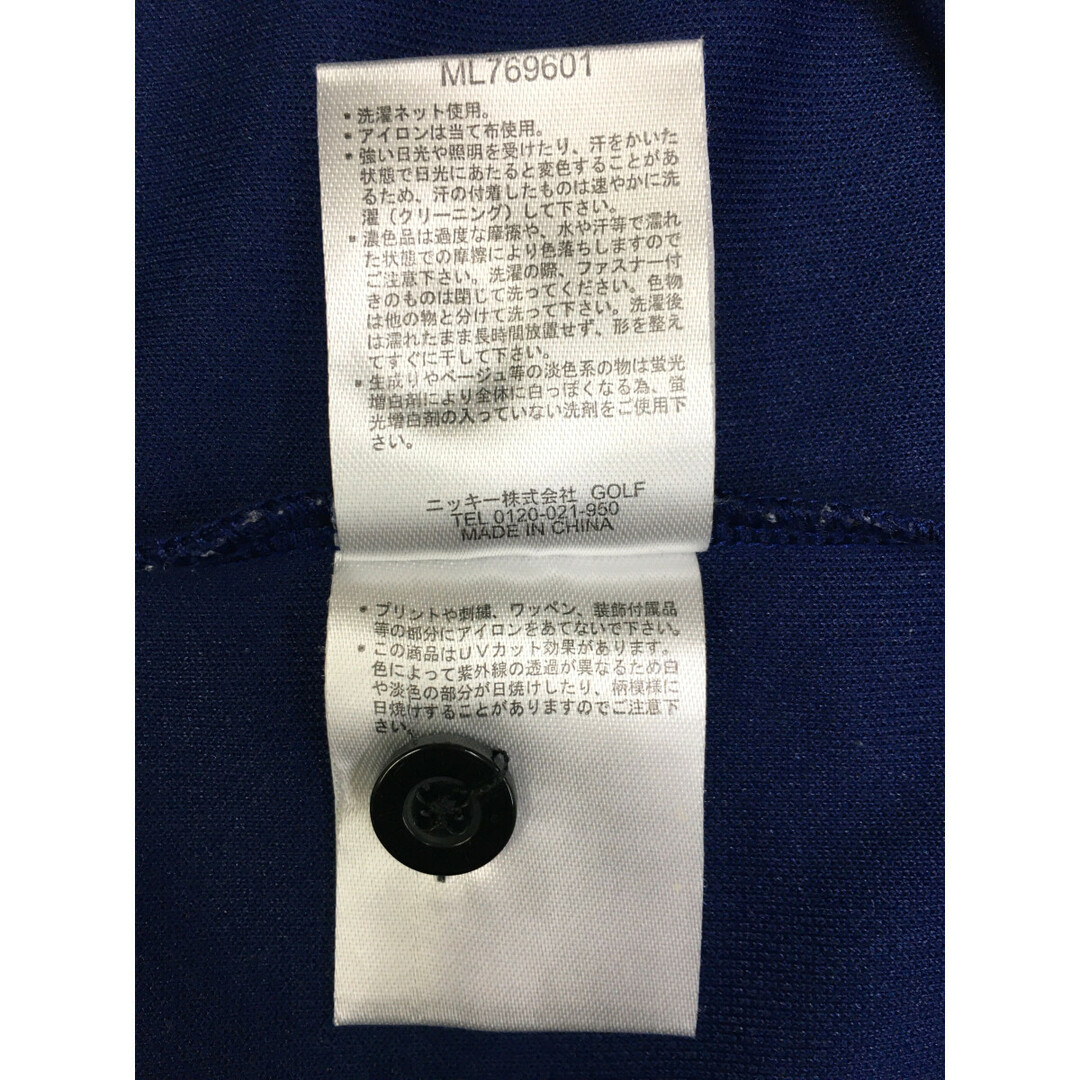 ML769601
* 洗濯ネット使用。
* アイロンは当て布使用。
* 強い日光や照明を受けたり、汗をかいた
状態で日光にあたると変色することがあ
るため、汗の付着したものは速やかに洗
濯（クリーニング）して下さい。
* 濃色品は過度な摩擦や、水や汗等で濡れ
た状態での摩擦により色落ちしますので
ご注意下さい。洗濯の際、ファスナー付
きのものは閉じて洗ってください。色物
は他の物と分けて洗って下さい。洗濯後
は濡れたまま長時間放置せず、形を整え
てすぐに干して下さい。
* 生成りやベージュ等の淡色系の物は蛍光
増白剤により全体に白っぽくなる為、蛍
光増白剤の入っていない洗剤をご使用下
さい。
ニッキー株式会社 GOLF
TEL 0120-021-950
MADE IN CHINA
* プリントや刺繍、ワッペン、装飾付属品
等の部分にアイロンをあてないで下さい。
* この商品はUVカット効果があります。
色によって紫外線の透過が異なるため白
や淡色の部分が日焼けしたり、柄模様に
日焼けすることがありますのでご注意下
さい。